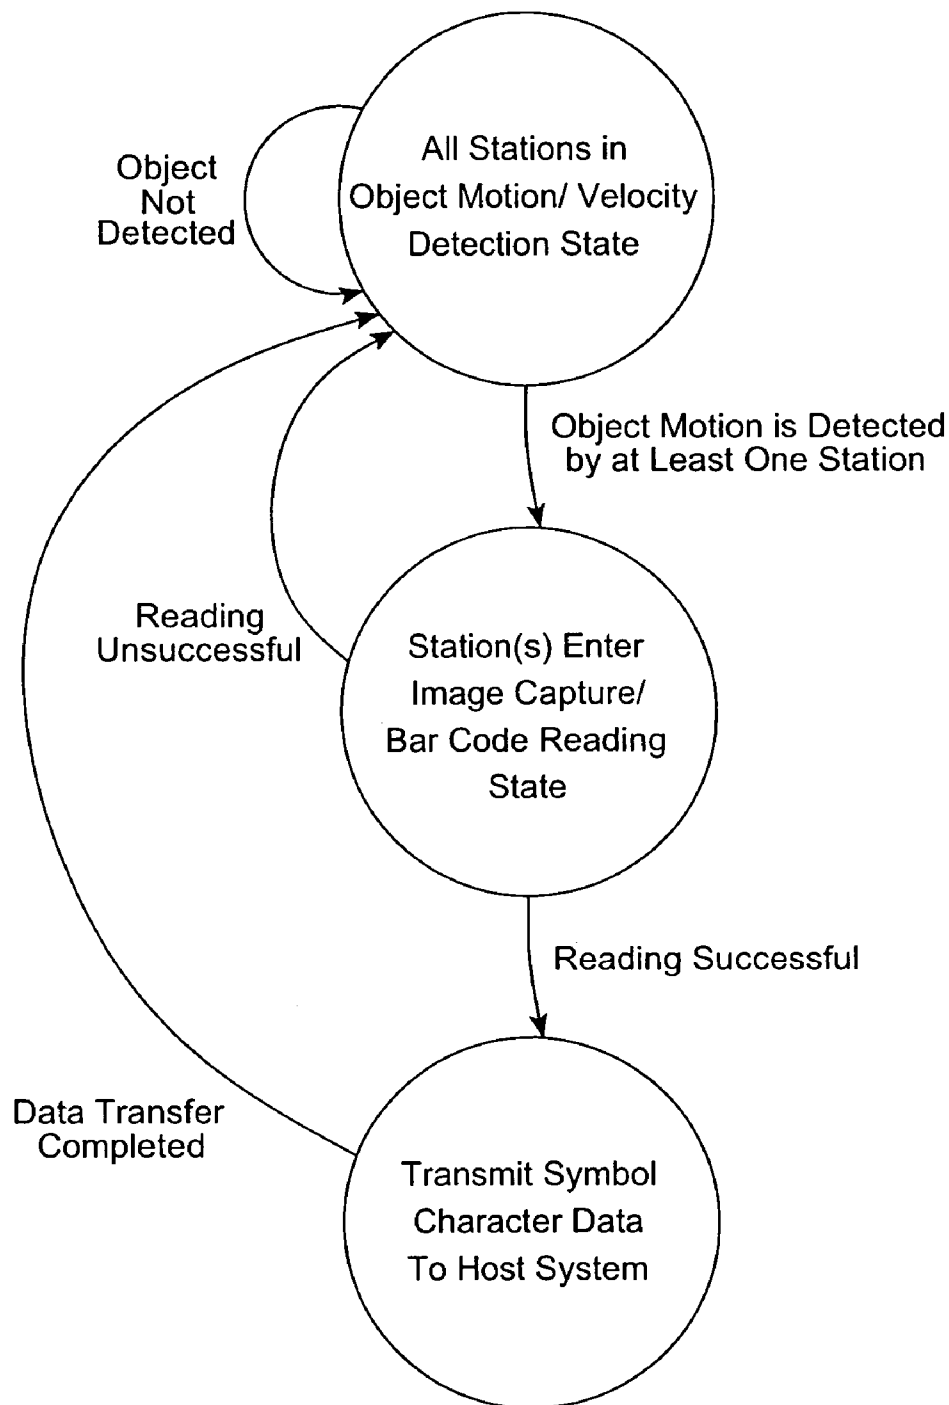 Object
Not
Detected
All Stations in
Object Motion/ Velocity
Detection State
Object Motion is Detected
by at Least One Station
Reading
Unsuccessful
Station(s) Enter
Image Capture/
Bar Code Reading
State
Reading Successful
Data Transfer
Completed
Transmit Symbol
Character Data
To Host System